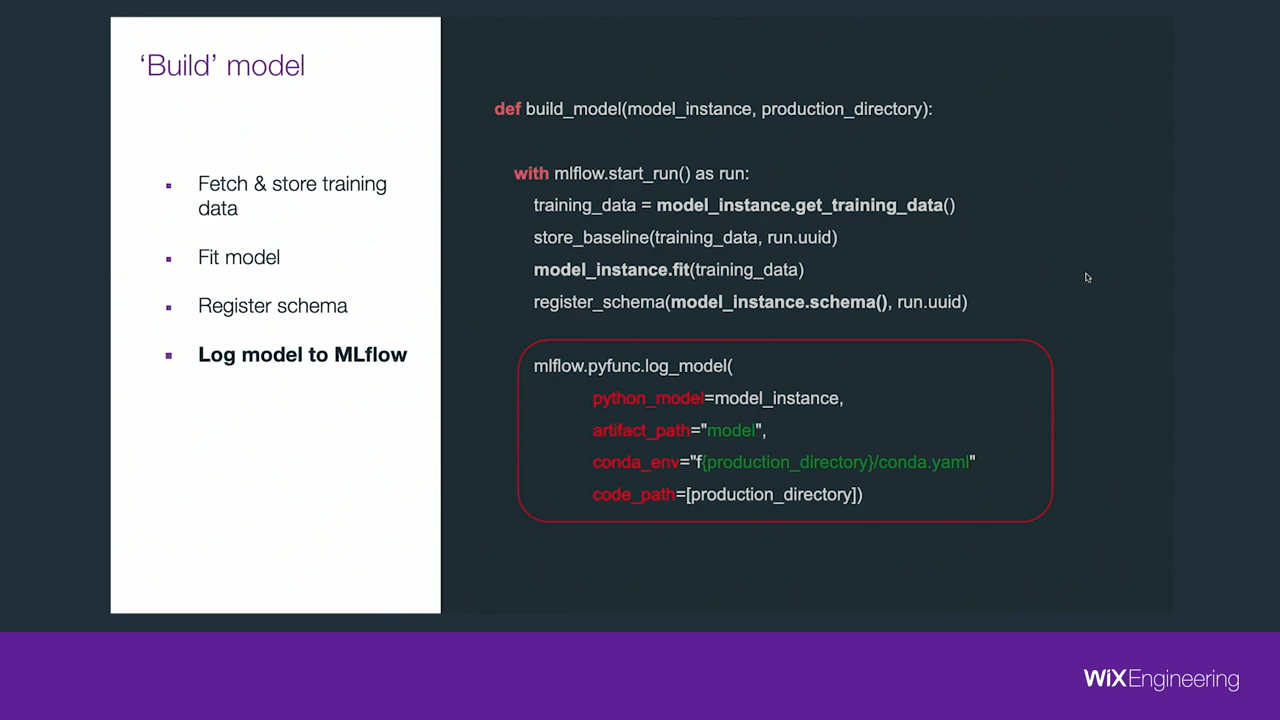 ‘Build’ model
Fetch & store training
data
Fit model
Register schema
Log model to MLflow
def build_model(model_instance, production_directory):
with mlflow.start_run() as run:
training_data = model_instance.get_training_data()
store_baseline(training_data, run.uuid)
model_instance.fit(training_data)
register_schema(model_instance.schema(), run.uuid)
mlflow.pyfunc.log_model(
python_model=model_instance,
artifact_path="model",
conda_env="f{production_directory}/conda.yaml"
code_path=[production_directory])
WiXEngineering